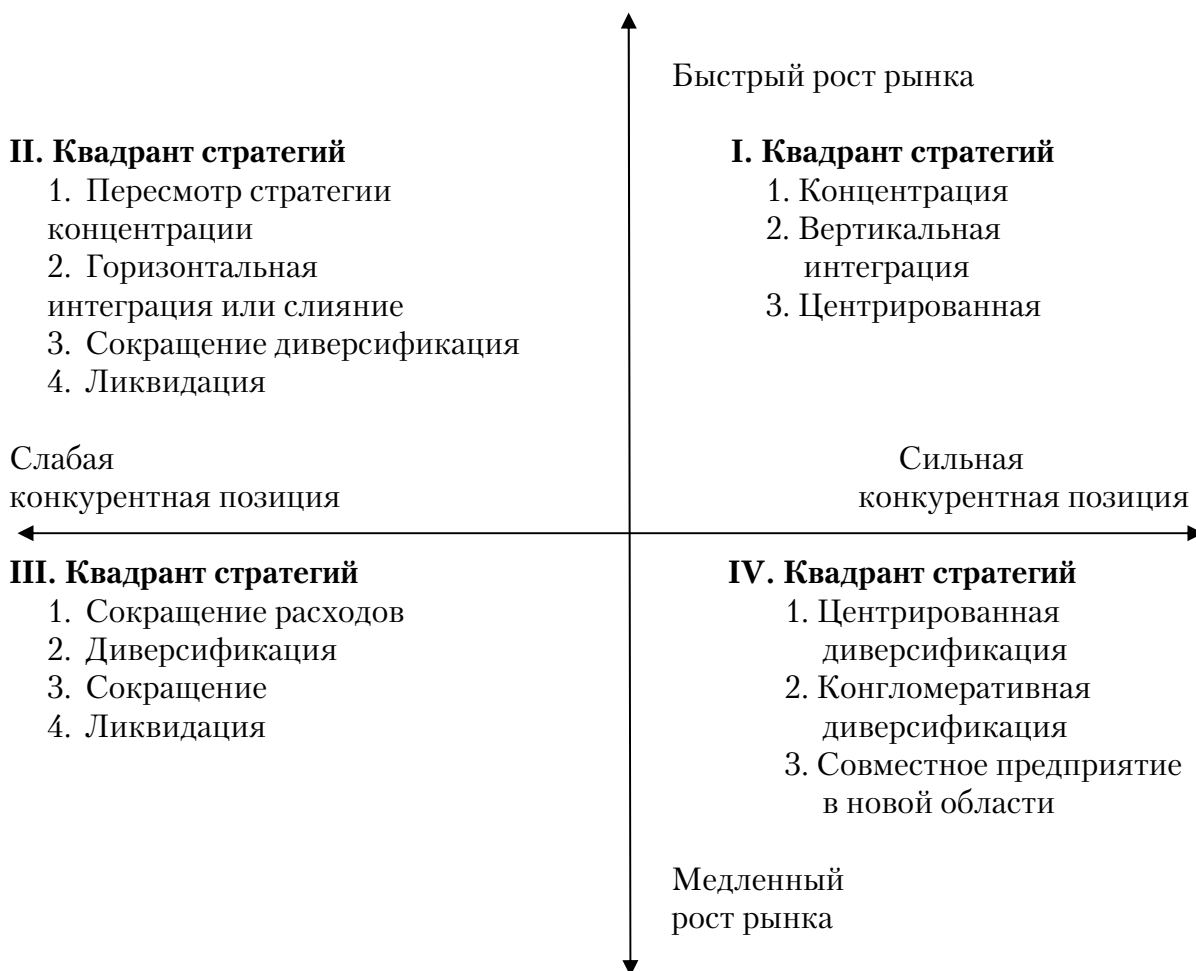 Быстрый рост рынка
II. Квадрант стратегий
1. Пересмотр стратегии
концентрации
2. Горизонтальная
интеграция или слияние
3. Сокращение диверсификация
4. Ликвидация
I. Квадрант стратегий
1. Концентрация
2. Вертикальная
интеграция
3. Центрированная
Слабая
конкурентная позиция
Сильная
конкурентная позиция
III. Квадрант стратегий
1. Сокращение расходов
2. Диверсификация
3. Сокращение
4. Ликвидация
IV. Квадрант стратегий
1. Центрированная
диверсификация
2. Конгломеративная
диверсификация
3. Совместное предприятие
в новой области
Медленный
рост рынка